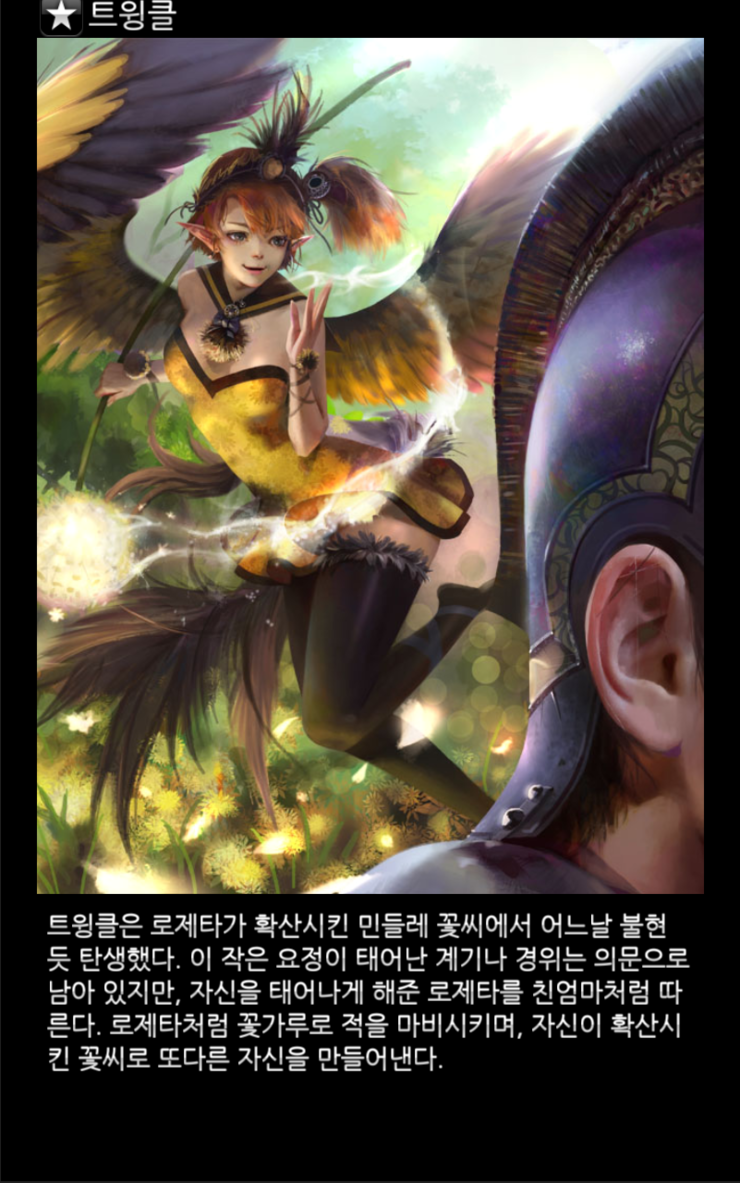 트윙클
트윙클은 로제타가 확산시킨 민들레 꽃씨에서 어느날 불현
듯 탄생했다. 이 작은 요정이 태어난 계기나 경위는 의문으로
남아 있지만, 자신을 태어나게 해준 로제타를 친엄마처럼 따
른다. 로제타처럼 꽃가루로 적을 마비시키며, 자신이 확산시
킨 꽃씨로 또다른 자신을 만들어낸다.